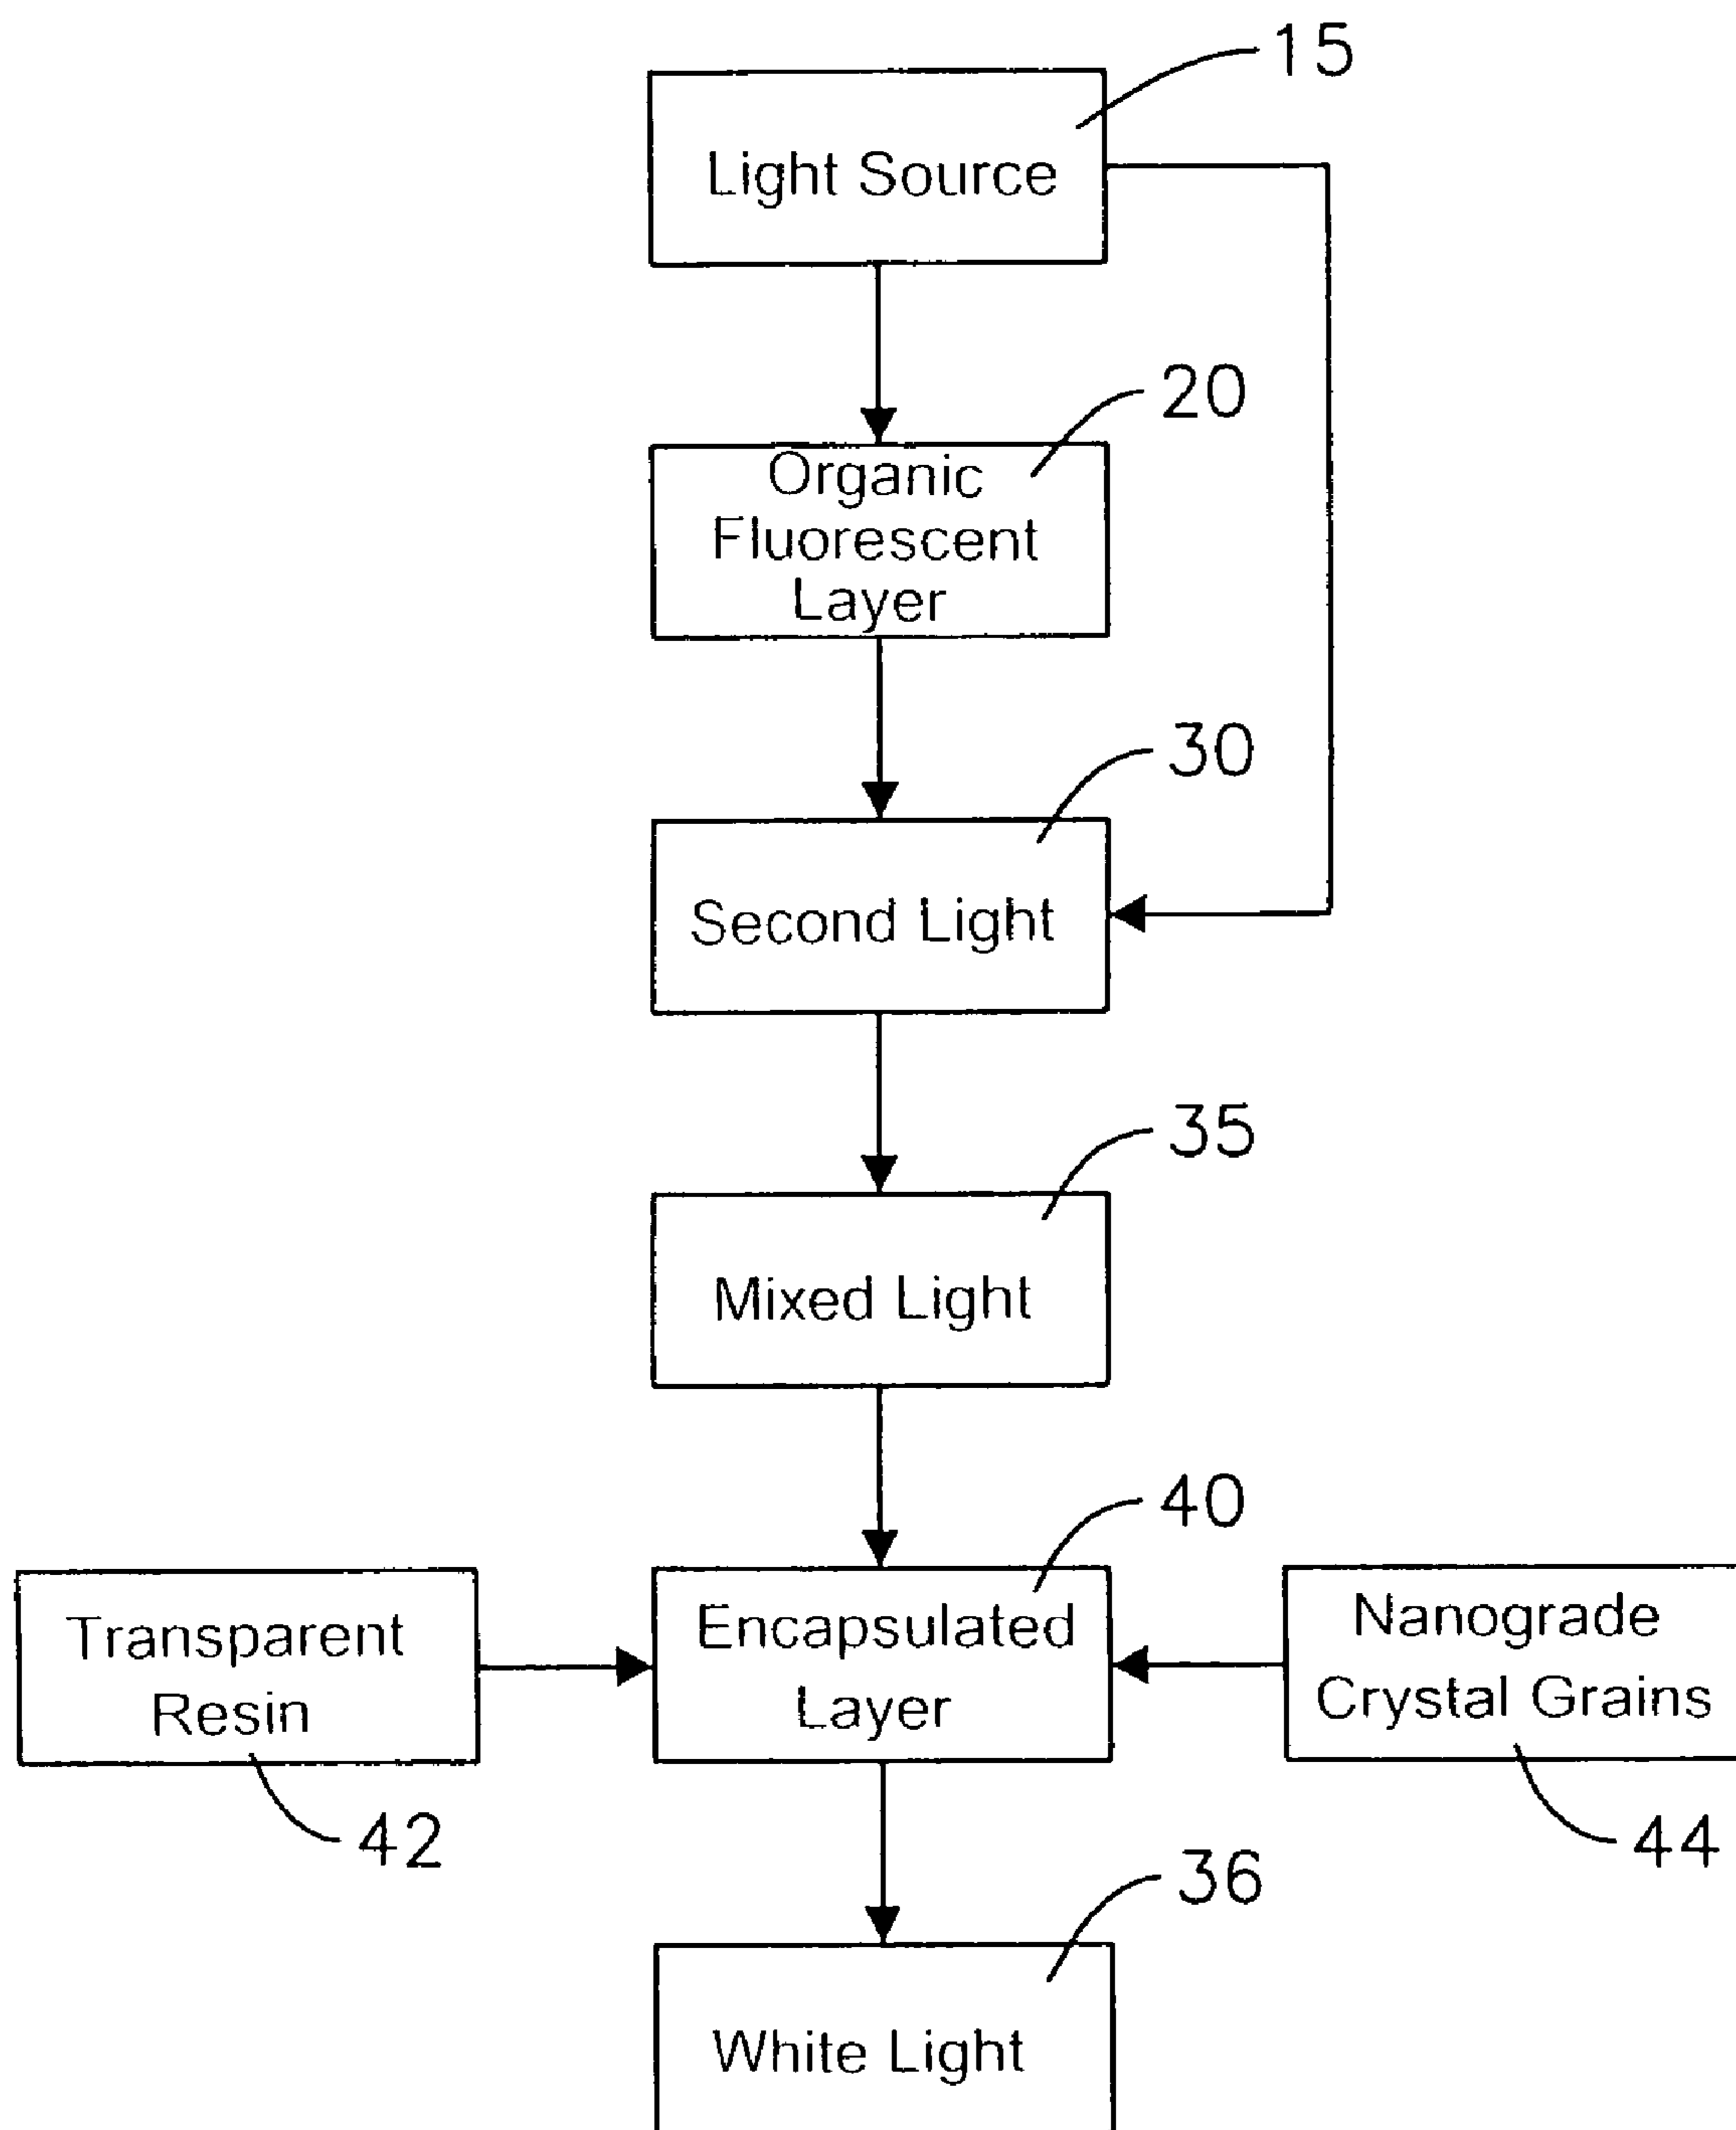 15
Light Source
20
Organic
Fluorescent
Layer
30
Second Light
35
Mixed Light
40
Transparent
Resin
42
Encapsulated
Layer
Nanograde
Crystal Grains
44
36
White Light